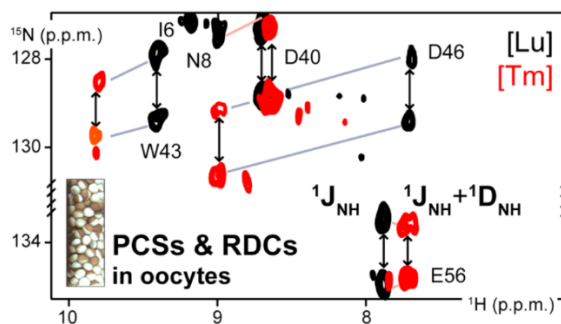 15N (p.p.m.)
128
I6
N8
D40
D46
[Lu]
[Tm]
130
W43
1JNH
1JNH+1DNH
134
PCSs & RDCs
in oocytes
E56
10
9
8
1H (p.p.m.)